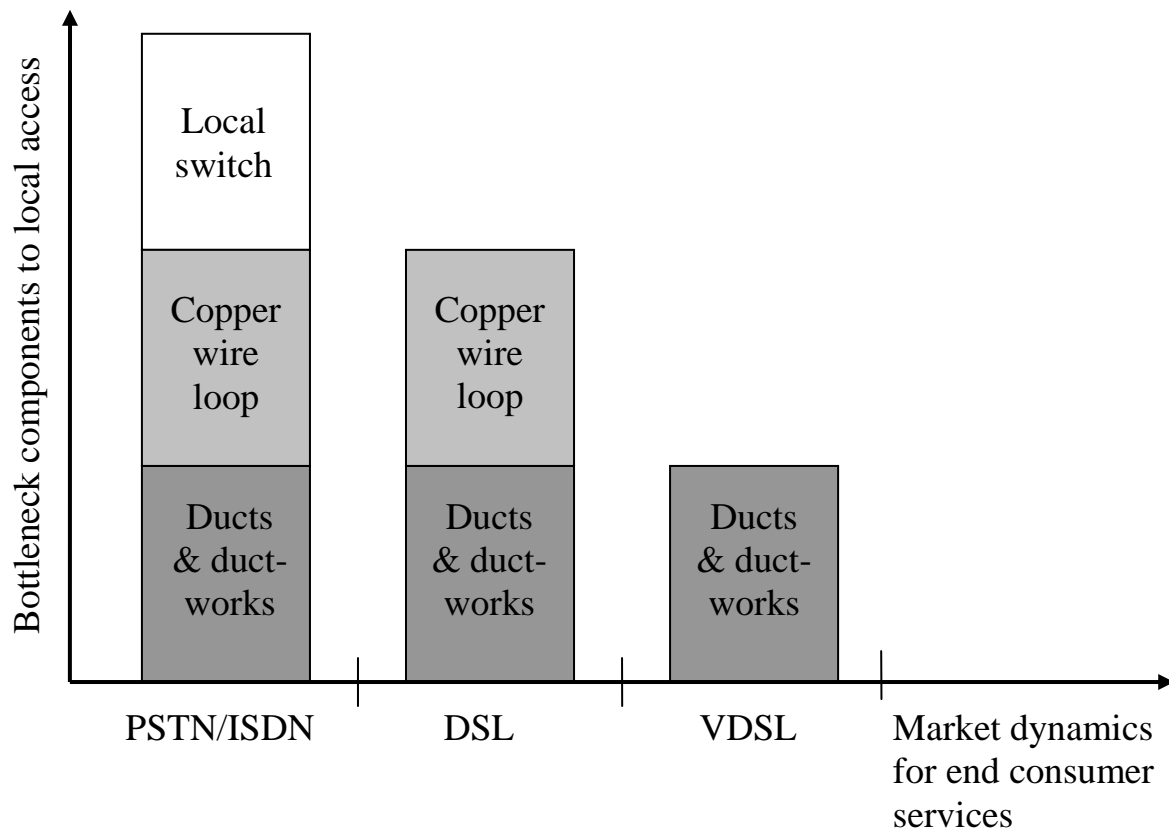 Bottleneck components to local access
Local
switch
Copper
wire
loop
Copper
wire
loop
Ducts
& duct-
works
Ducts
& duct-
works
Ducts
& duct-
works
PSTN/ISDN
DSL
VDSL
Market dynamics
for end consumer
services